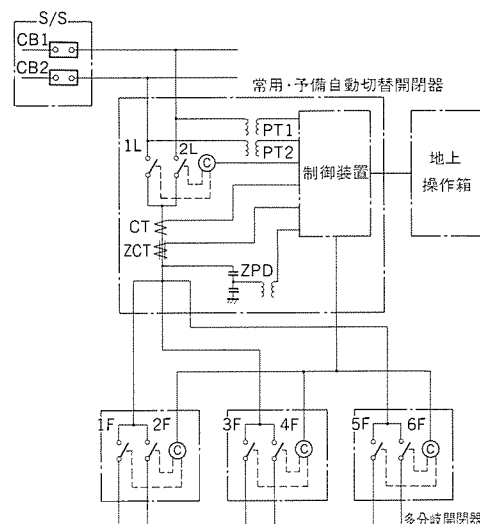 S/S
CB1
CB2
常用・予備自動切替開閉器
1L 2L C
PT1
PT2
制御装置
地上
操作箱
CT
ZCT
ZPD
1F 2F C
3F 4F C
5F 6F C
多分岐開閉器